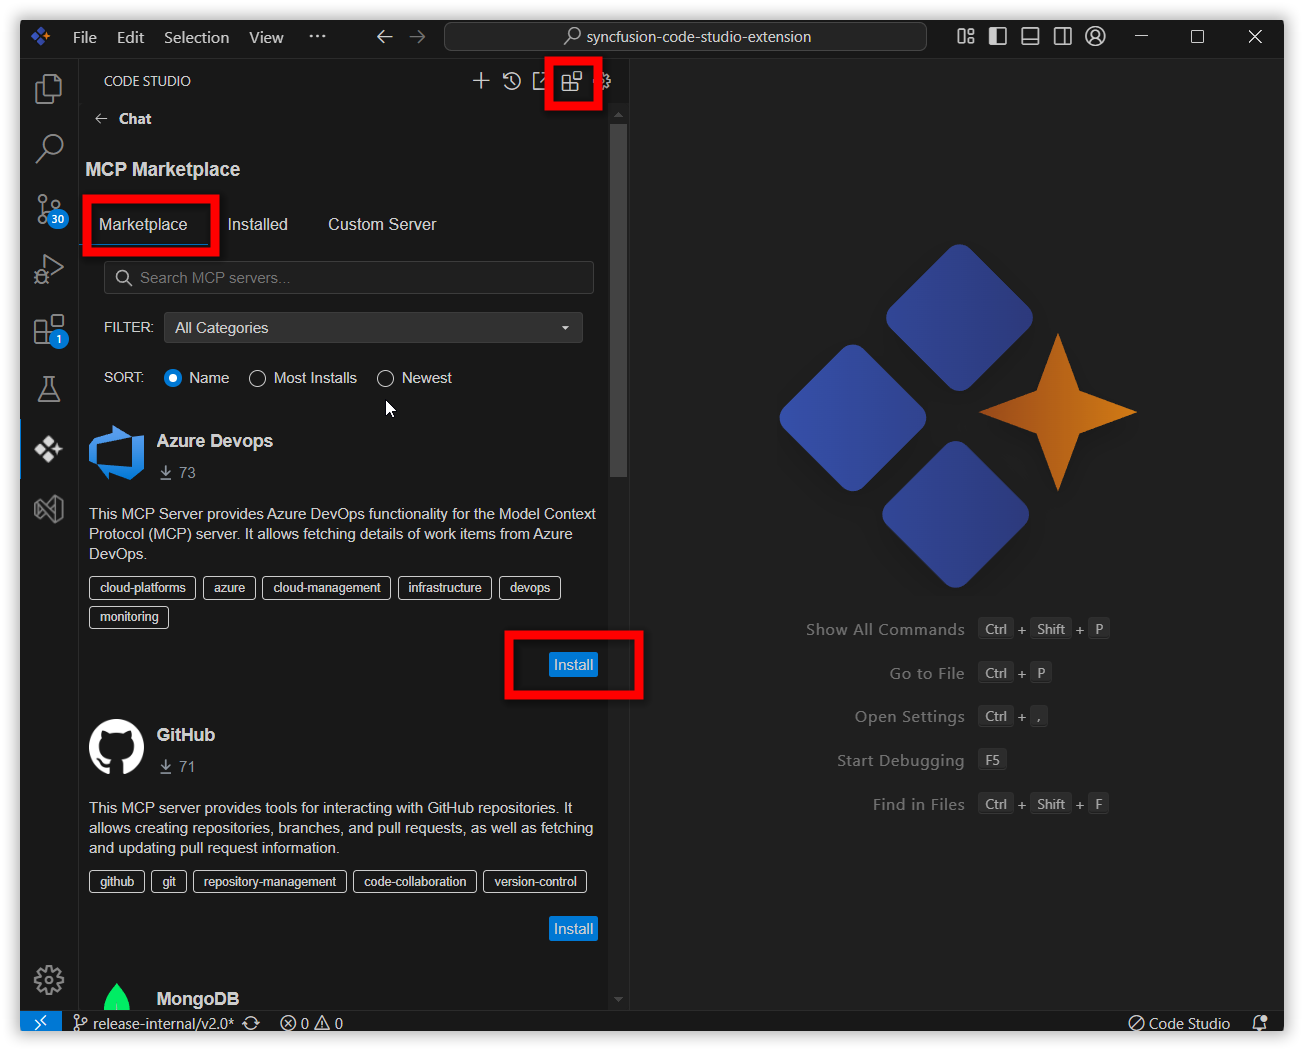 File Edit Selection View ··· syncfusion-code-studio-extension
CODE STUDIO
Chat
MCP Marketplace
Marketplace Installed Custom Server
Search MCP servers...
FILTER: All Categories
SORT: Name Most Installs Newest
Azure Devops
73
This MCP Server provides Azure DevOps functionality for the Model Context
Protocol (MCP) server. It allows fetching details of work items from Azure
DevOps.
cloud-platforms azure cloud-management infrastructure devops
monitoring
Install
GitHub
71
This MCP server provides tools for interacting with GitHub repositories. It
allows creating repositories, branches, and pull requests, as well as fetching
and updating pull request information.
github git repository-management code-collaboration version-control
Install
MongoDB
30
1
Show All Commands Ctrl + Shift + P
Go to File Ctrl + P
Open Settings Ctrl + ,
Start Debugging F5
Find in Files Ctrl + Shift + F
release-internal/v2.0* 0 0 Code Studio